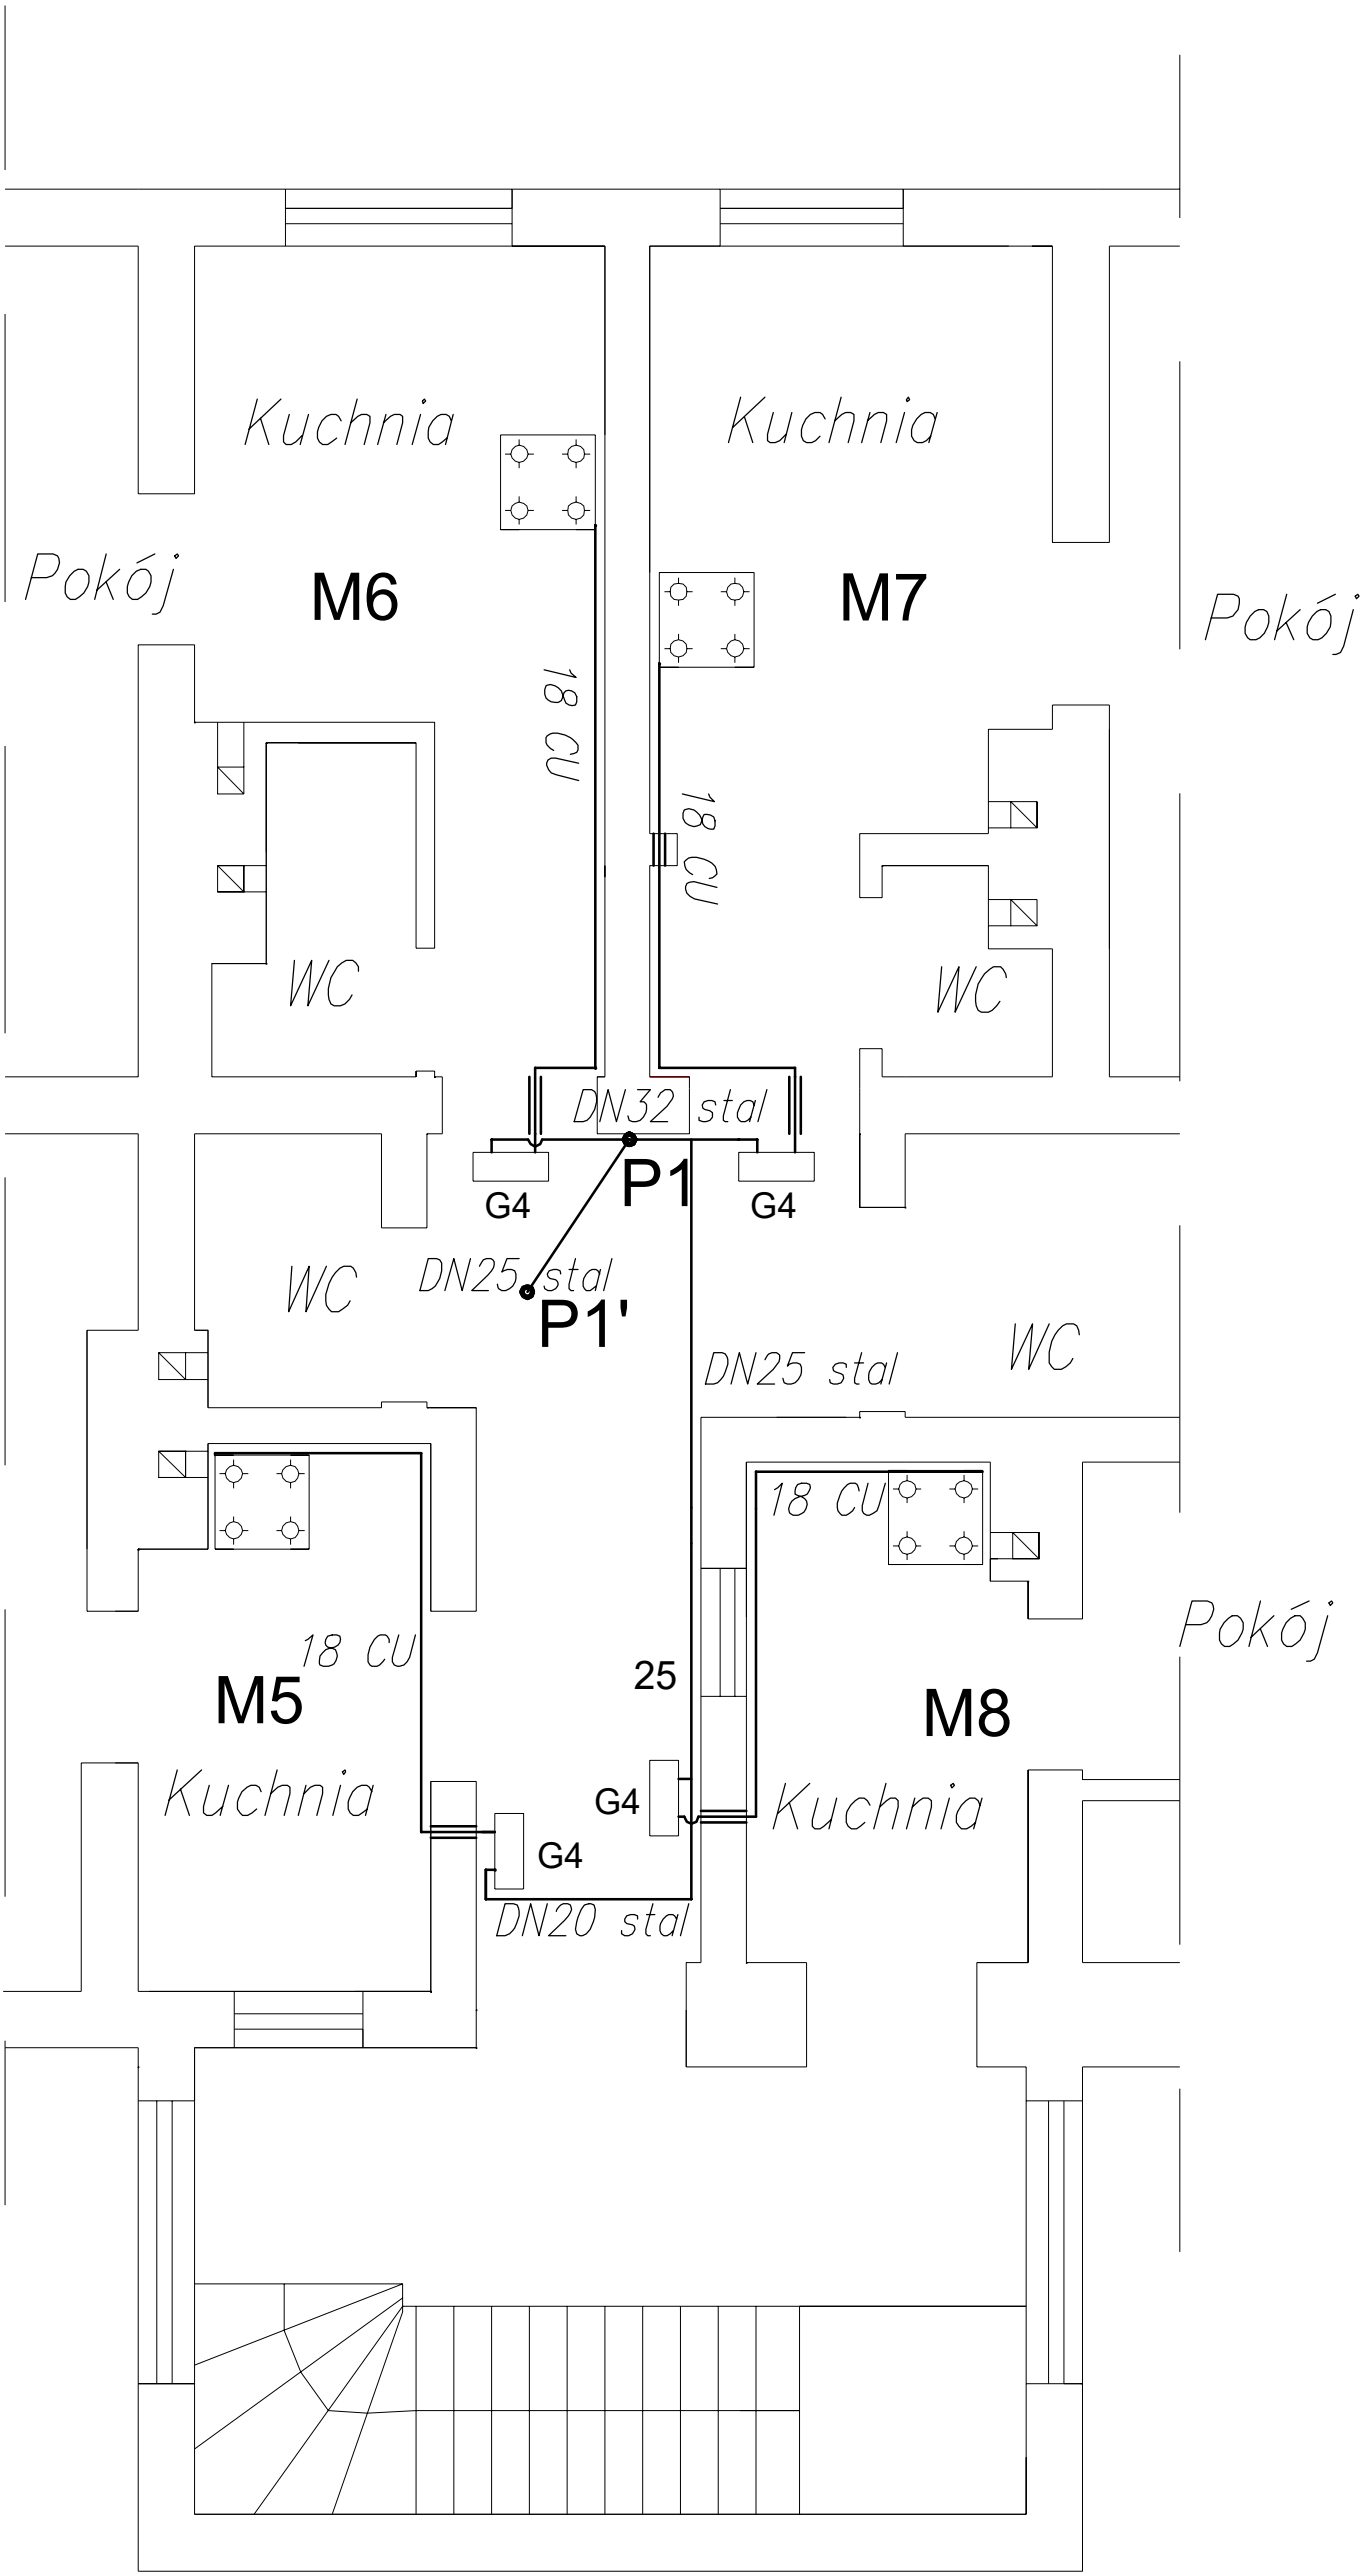 Kuchnia
Kuchnia
Pokój
M6
M7
Pokój
18 CU
18 CU
WC
WC
DN32 stal
P1
G4
G4
WC
DN25 stal
P1'
WC
DN25 stal
18 CU
Pokój
18 CU
25
M5
M8
Kuchnia
G4
Kuchnia
G4
DN20 stal